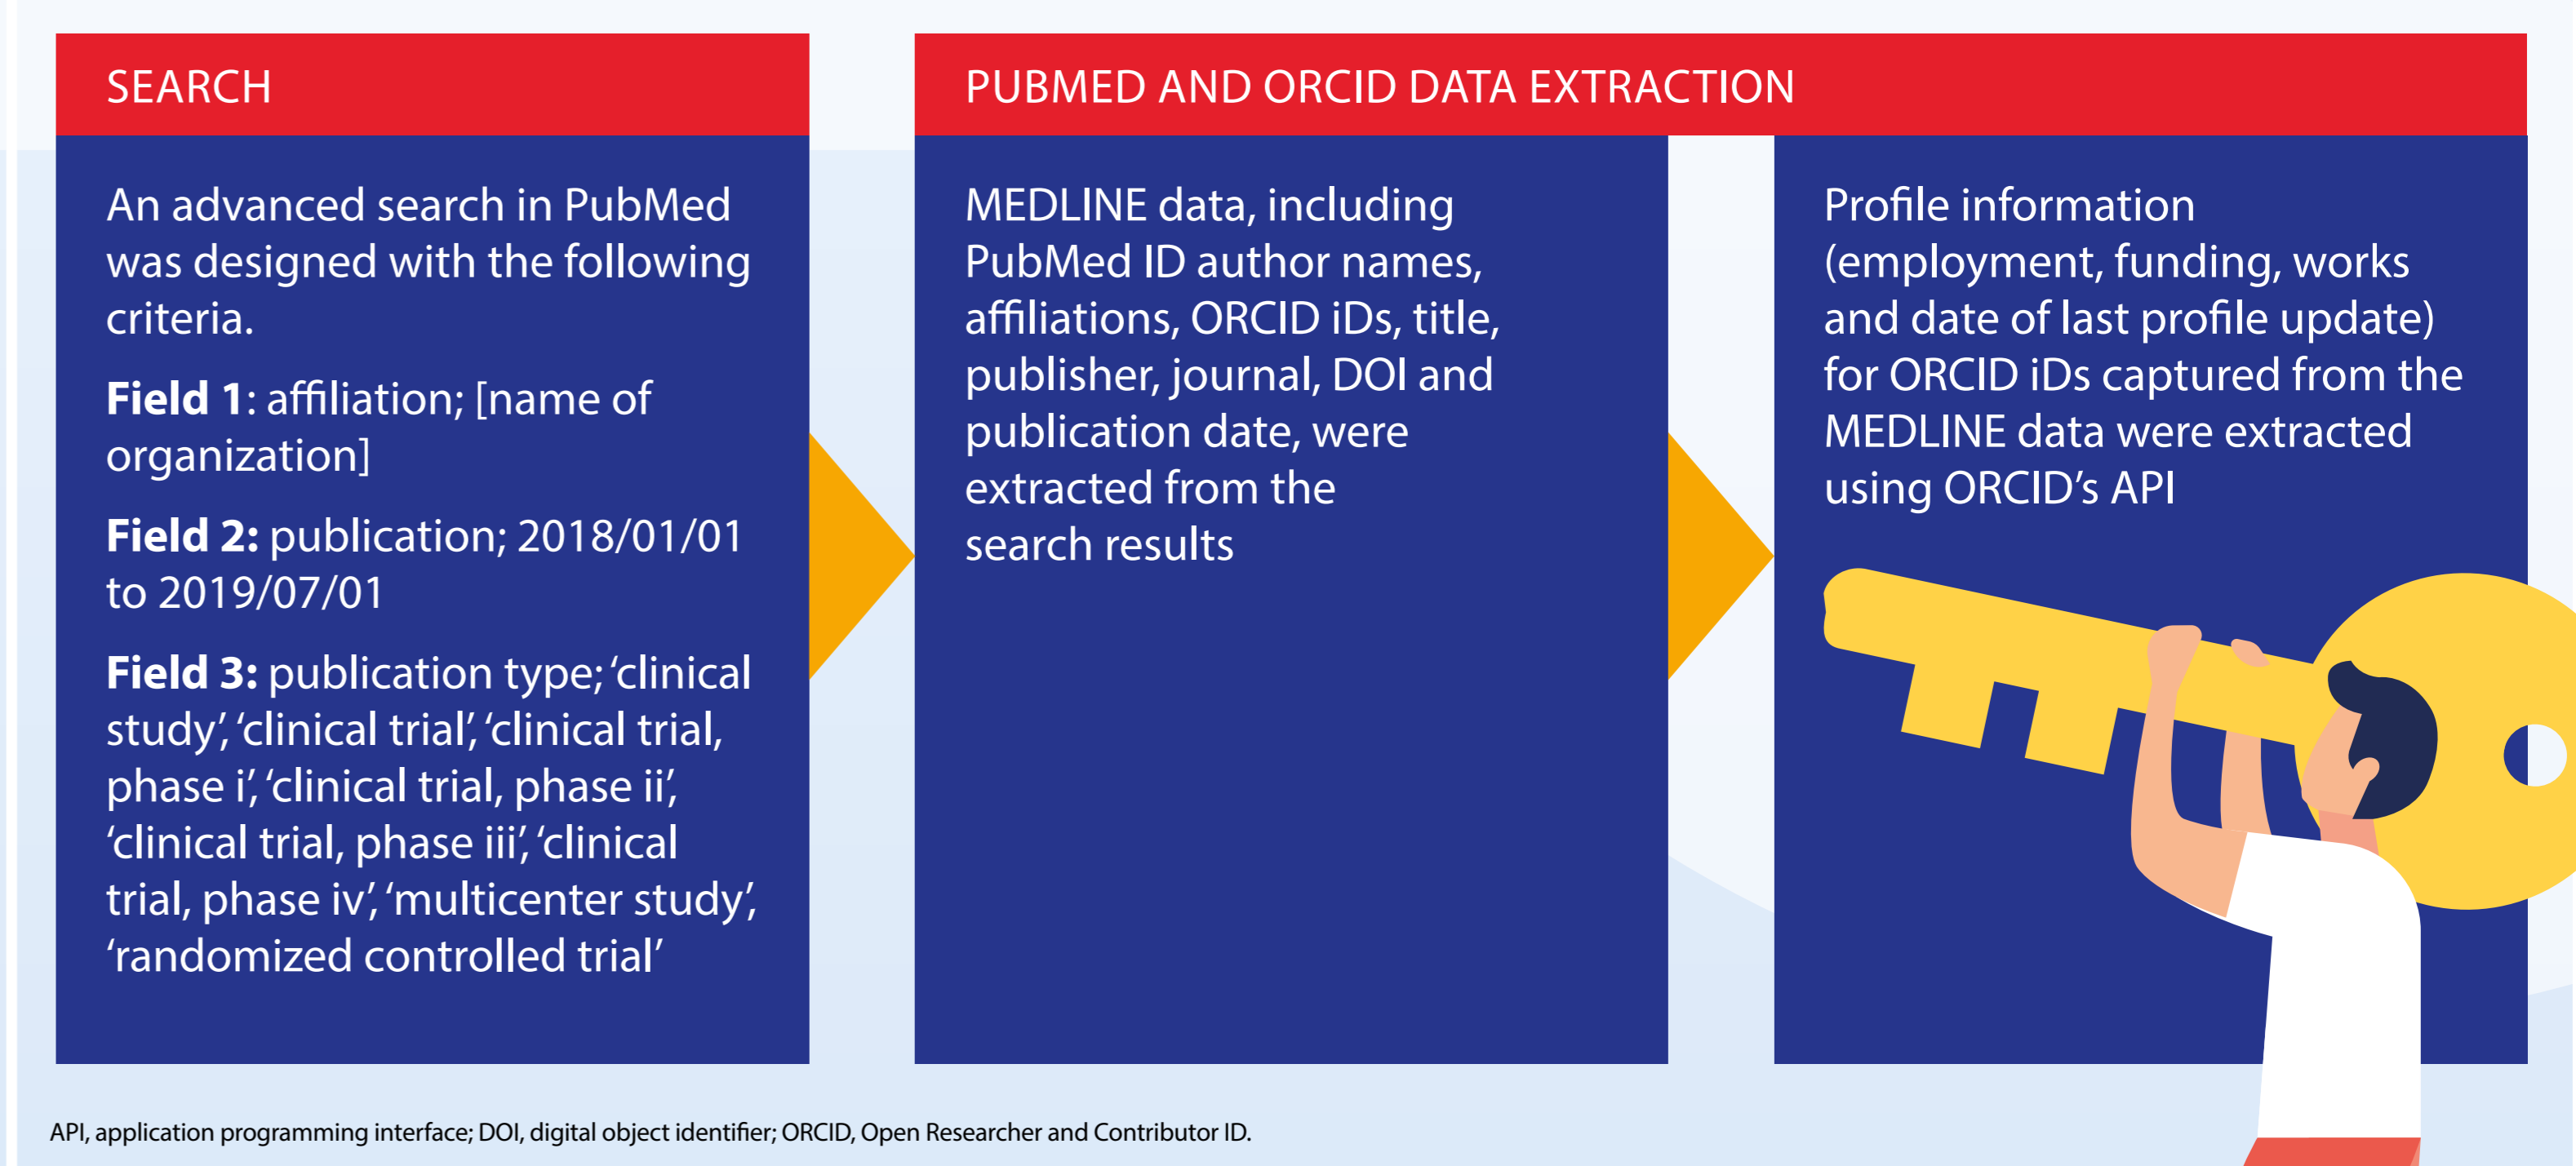 SEARCH
An advanced search in PubMed
was designed with the following
criteria.
Field 1: affiliation; [name of
organization]
Field 2: publication; 2018/01/01
to 2019/07/01
Field 3: publication type; ‘clinical
study’, ‘clinical trial’, ‘clinical trial,
phase i’, ‘clinical trial, phase ii’,
‘clinical trial, phase iii’, ‘clinical
trial, phase iv’, ‘multicenter study’,
‘randomized controlled trial’
PUBMED AND ORCID DATA EXTRACTION
MEDLINE data, including
PubMed ID author names,
affiliations, ORCID iDs, title,
publisher, journal, DOI and
publication date, were
extracted from the
search results
Profile information
(employment, funding, works
and date of last profile update)
for ORCID iDs captured from the
MEDLINE data were extracted
using ORCID’s API
API, application programming interface; DOI, digital object identifier; ORCID, Open Researcher and Contributor ID.